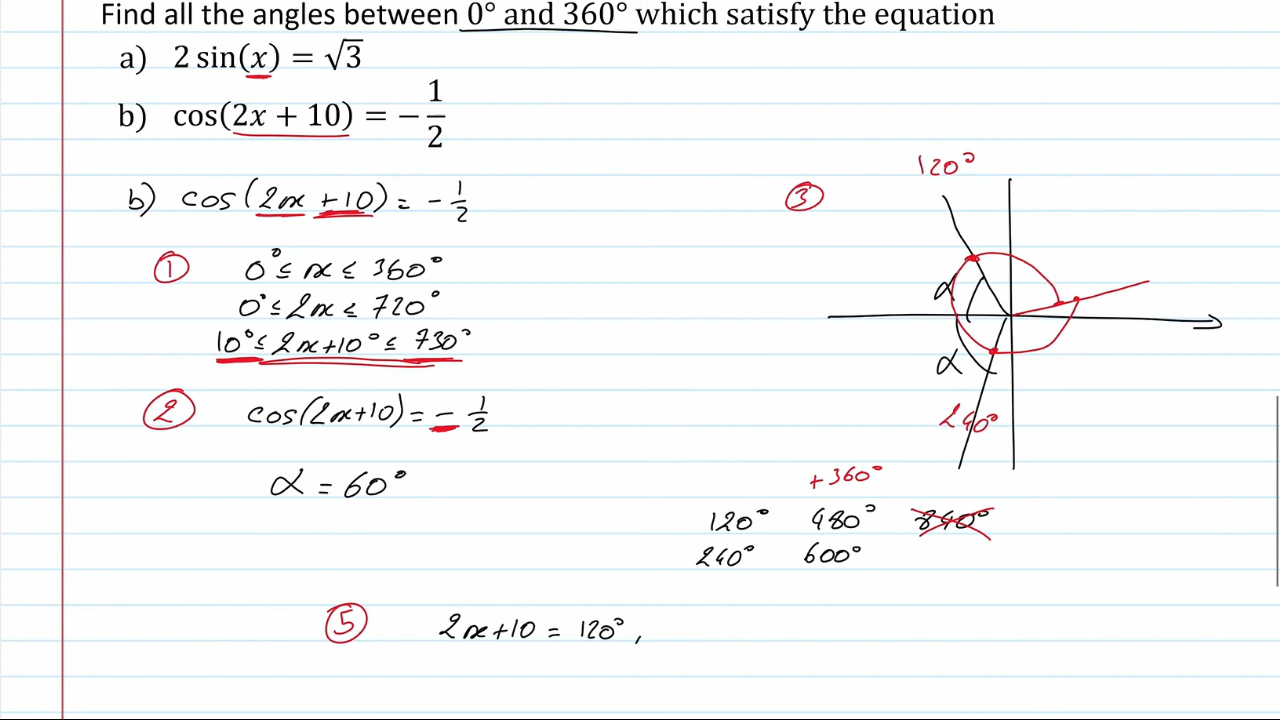 Find all the angles between 0° and 360° which satisfy the equation
a) 2 sin(x) = √3
b) cos(2x + 10) = −1/2
b) cos(2x +10) = − 1/2
① 0° ≤ x ≤ 360°
0° ≤ 2x ≤ 720°
10° ≤ 2x+10° ≤ 730°
② cos(2x+10) = − 1/2
α = 60°
③
120°
α
α
240°
+360°
120° 480° 840°
240° 600°
⑤ 2x+10 = 120°,